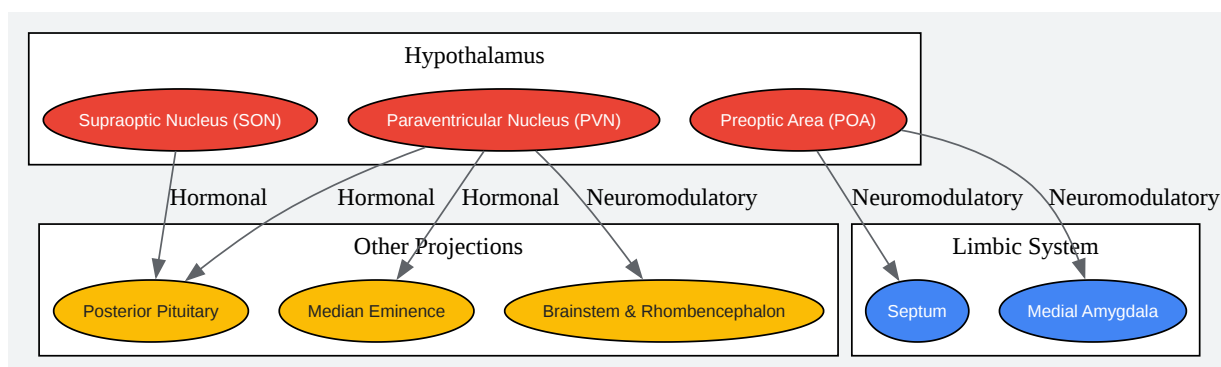 Hypothalamus
Supraoptic Nucleus (SON)
Paraventricular Nucleus (PVN)
Preoptic Area (POA)
Hormonal
Hormonal
Hormonal
Neuromodulatory
Neuromodulatory
Neuromodulatory
Other Projections
Limbic System
Posterior Pituitary
Median Eminence
Brainstem & Rhombencephalon
Septum
Medial Amygdala